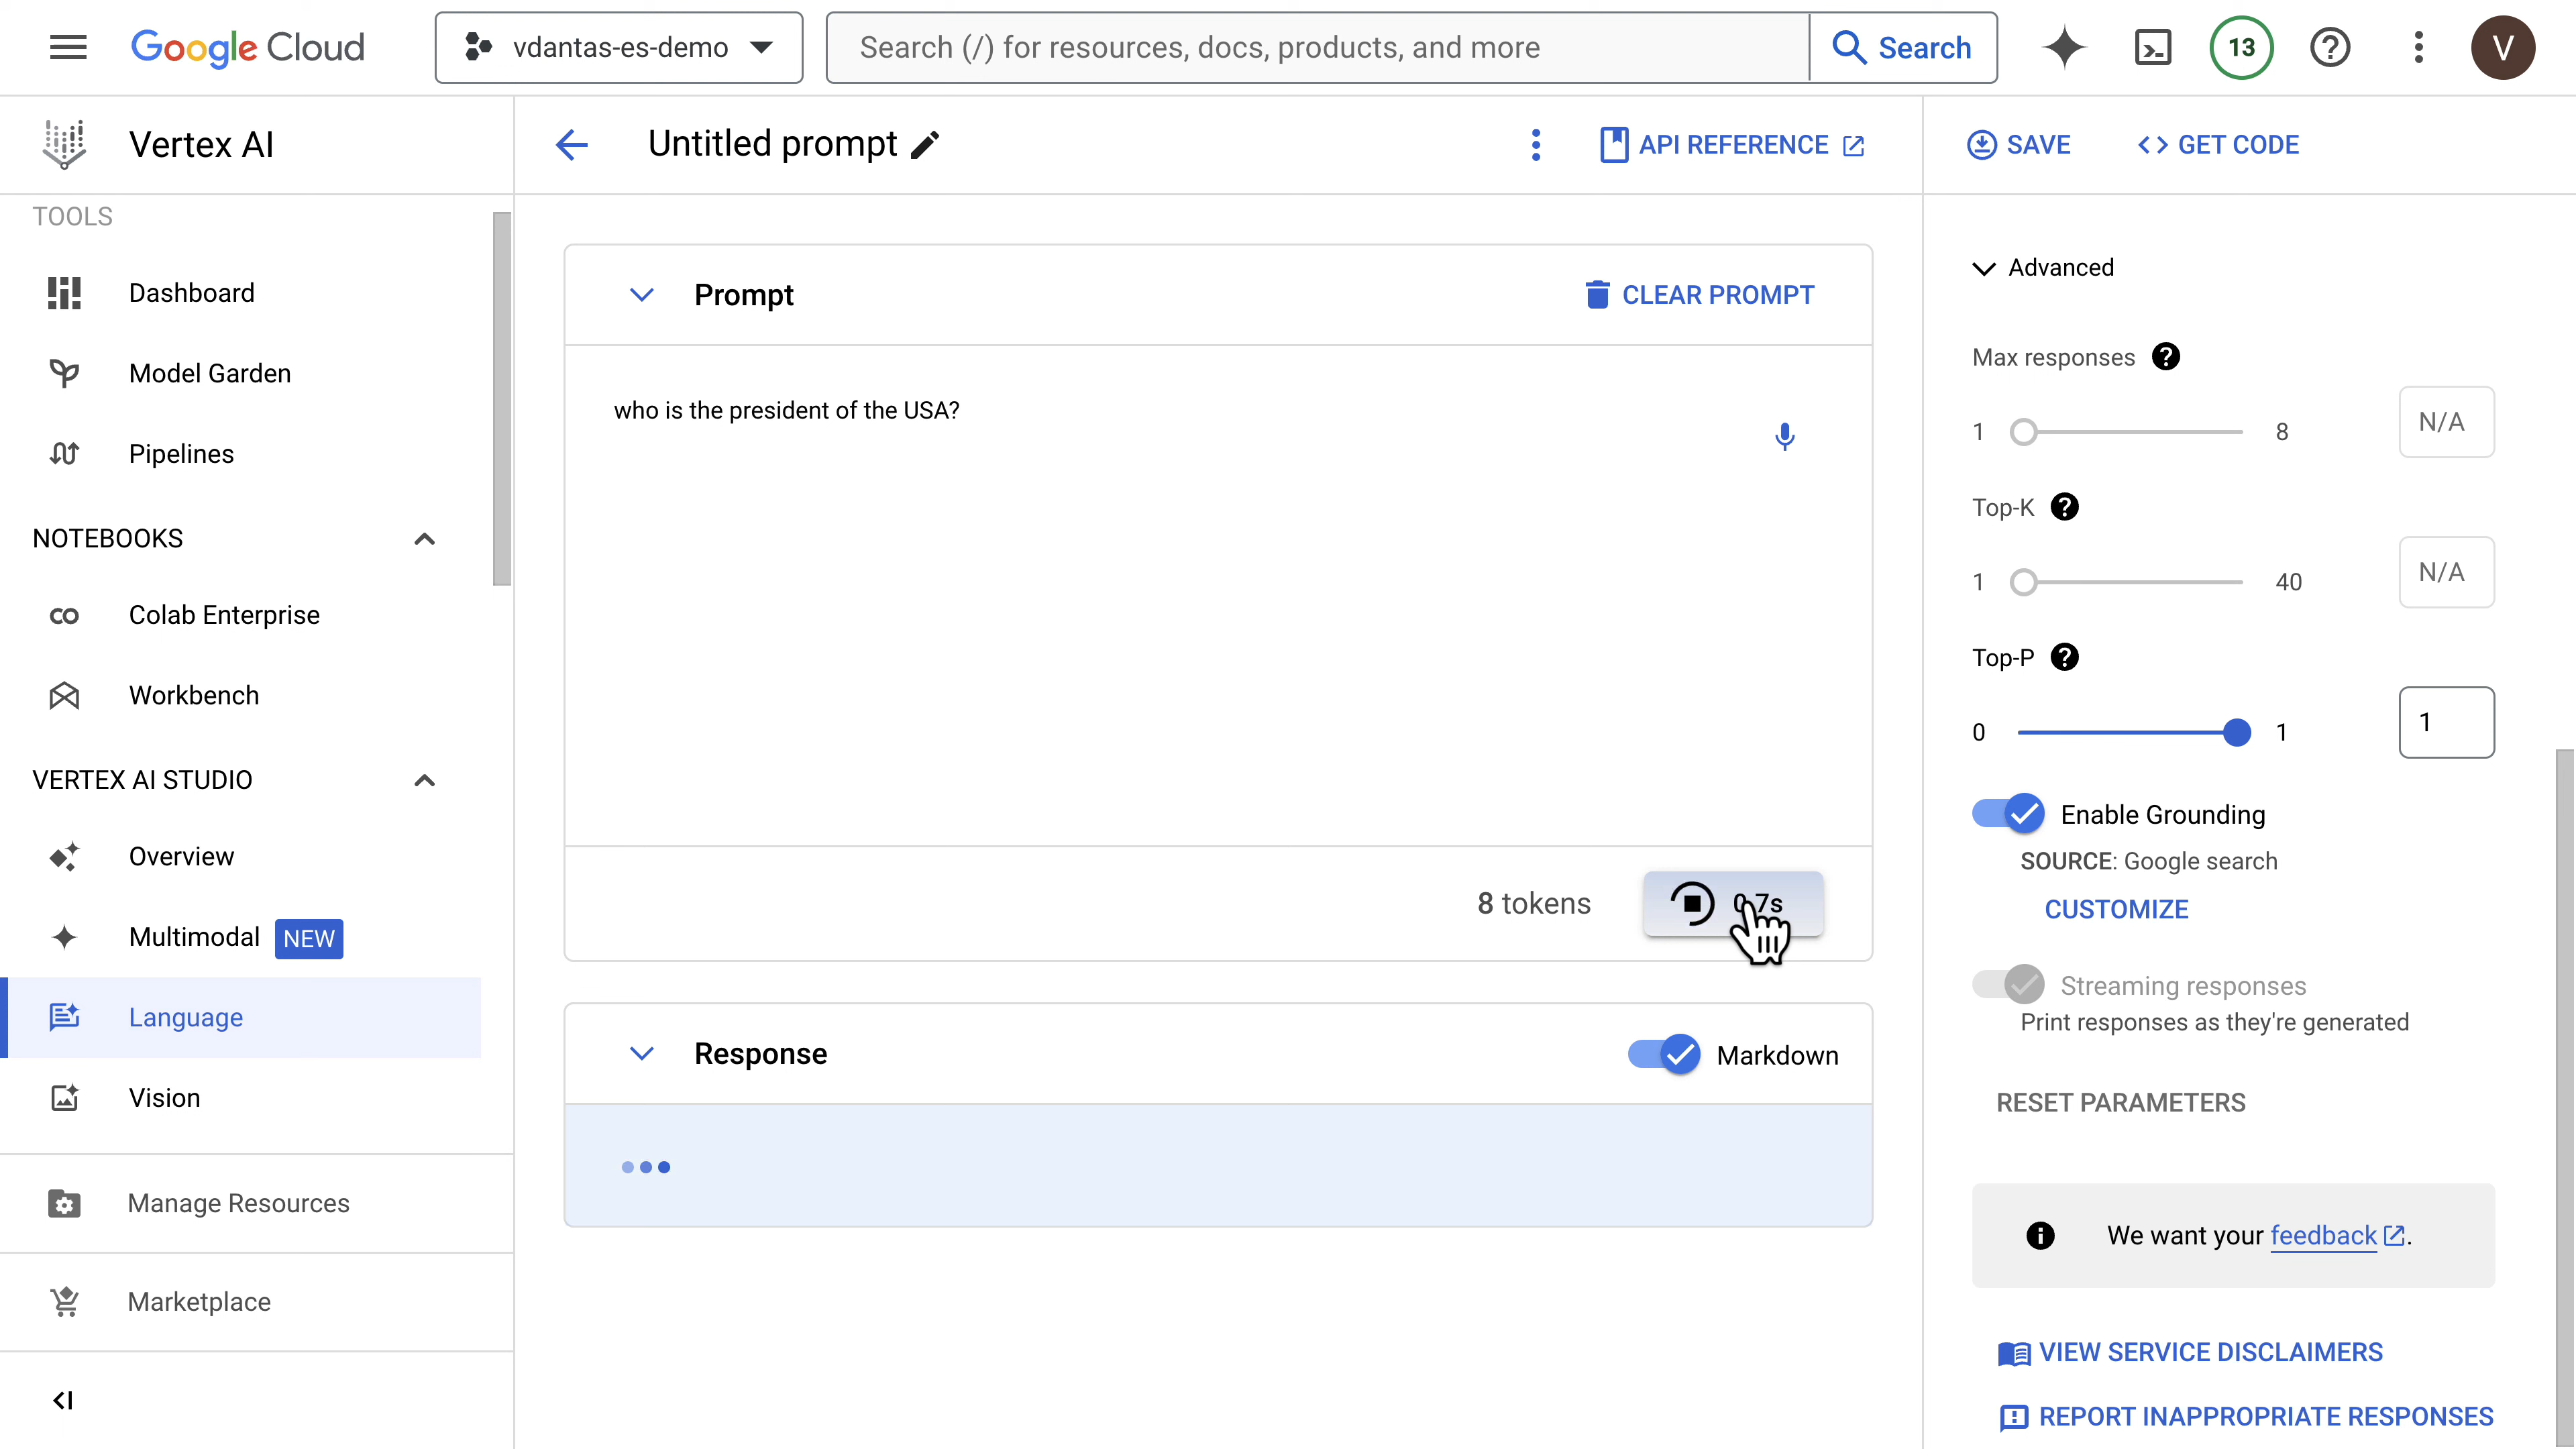 Google Cloud
vdantas-es-demo
Search (/) for resources, docs, products, and more
Search
13
V
Vertex AI
Untitled prompt
API REFERENCE
SAVE
GET CODE
TOOLS
Dashboard
Model Garden
Pipelines
NOTEBOOKS
Colab Enterprise
Workbench
VERTEX AI STUDIO
Overview
Multimodal NEW
Language
Vision
Manage Resources
Marketplace
Prompt
CLEAR PROMPT
who is the president of the USA?
8 tokens
0.7s
Response
Markdown
Advanced
Max responses
1 8 N/A
Top-K
1 40 N/A
Top-P
0 1 1
Enable Grounding
SOURCE: Google search
CUSTOMIZE
Streaming responses
Print responses as they're generated
RESET PARAMETERS
We want your feedback.
VIEW SERVICE DISCLAIMERS
REPORT INAPPROPRIATE RESPONSES